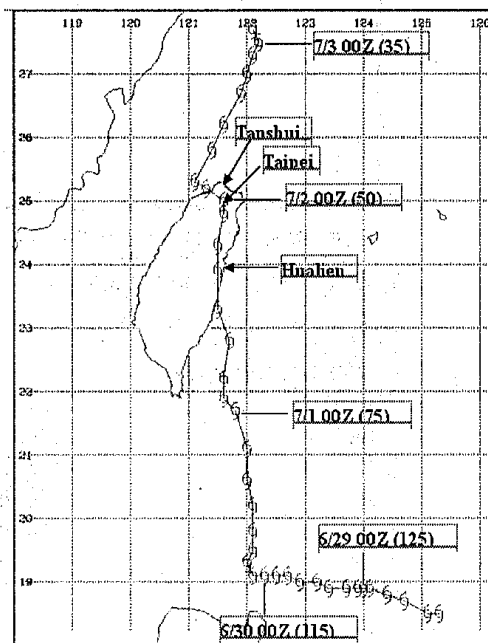 119 120 121 122 123 124 125 120
7/3 00Z (35)
27
Tanshui
26
Taipei
25
7/2 00Z (50)
24
Hualien
23
22
7/1 00Z (75)
21
20
6/29 00Z (125)
19
6/30 00Z (115)